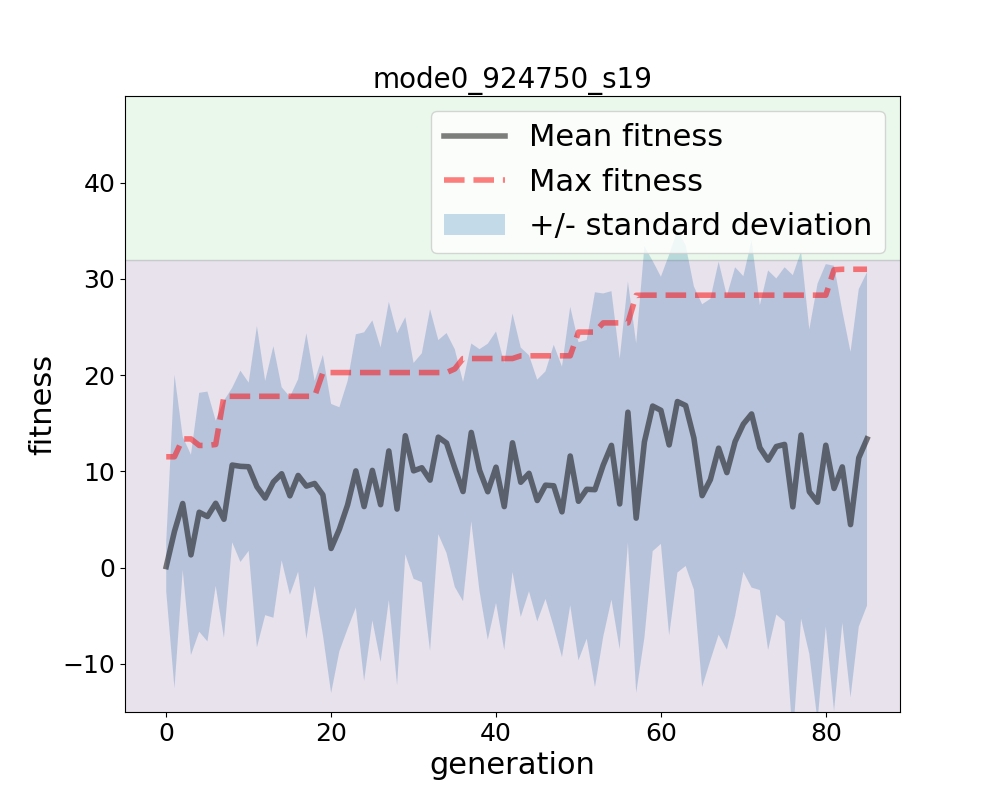 mode0_924750_s19
Mean fitness
Max fitness
+/- standard deviation
40
30
20
10
0
−10
fitness
0 20 40 60 80
generation